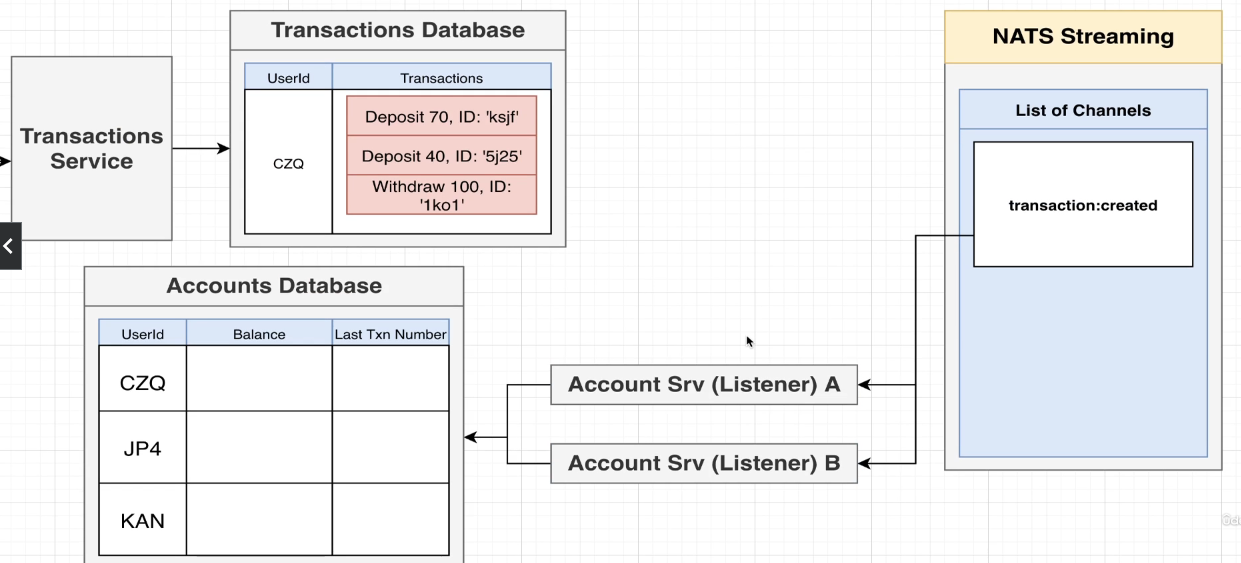 Transactions Database
UserId Transactions
Deposit 70, ID: 'ksjf'
Deposit 40, ID: '5j25'
Withdraw 100, ID:
'1ko1'
CZQ
Transactions
Service
Accounts Database
UserId Balance Last Txn Number
CZQ
JP4
KAN
Account Srv (Listener) A
Account Srv (Listener) B
NATS Streaming
List of Channels
transaction:created